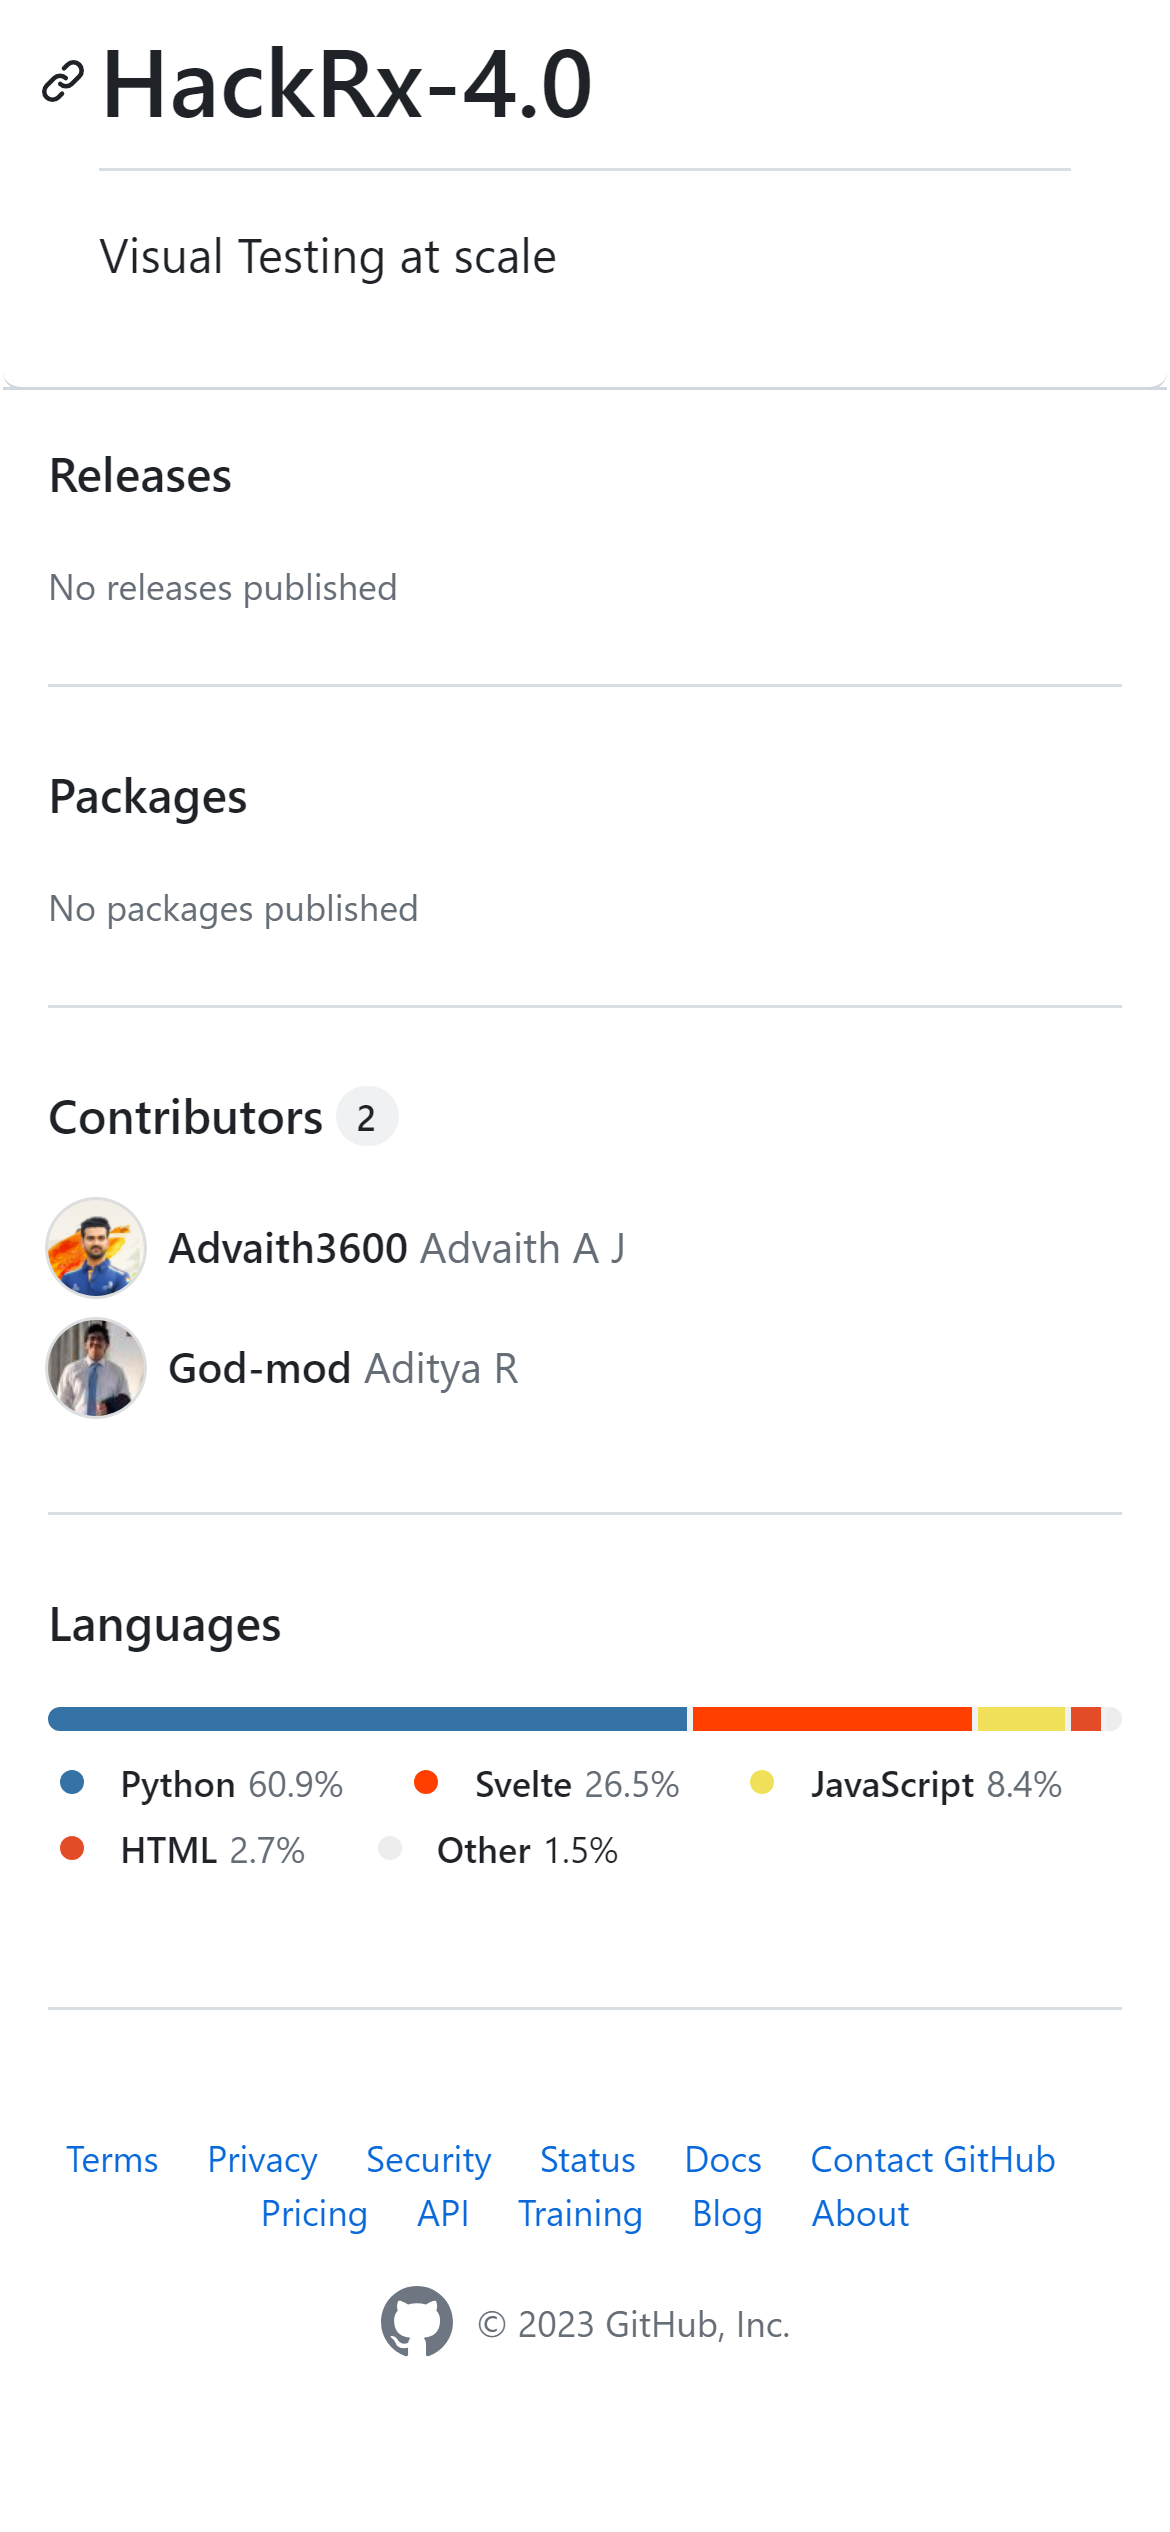 HackRx-4.0
Visual Testing at scale
Releases
No releases published
Packages
No packages published
Contributors 2
Advaith3600 Advaith A J
God-mod Aditya R
Languages
Python 60.9% Svelte 26.5% JavaScript 8.4%
HTML 2.7% Other 1.5%
Terms Privacy Security Status Docs Contact GitHub
Pricing API Training Blog About
© 2023 GitHub, Inc.